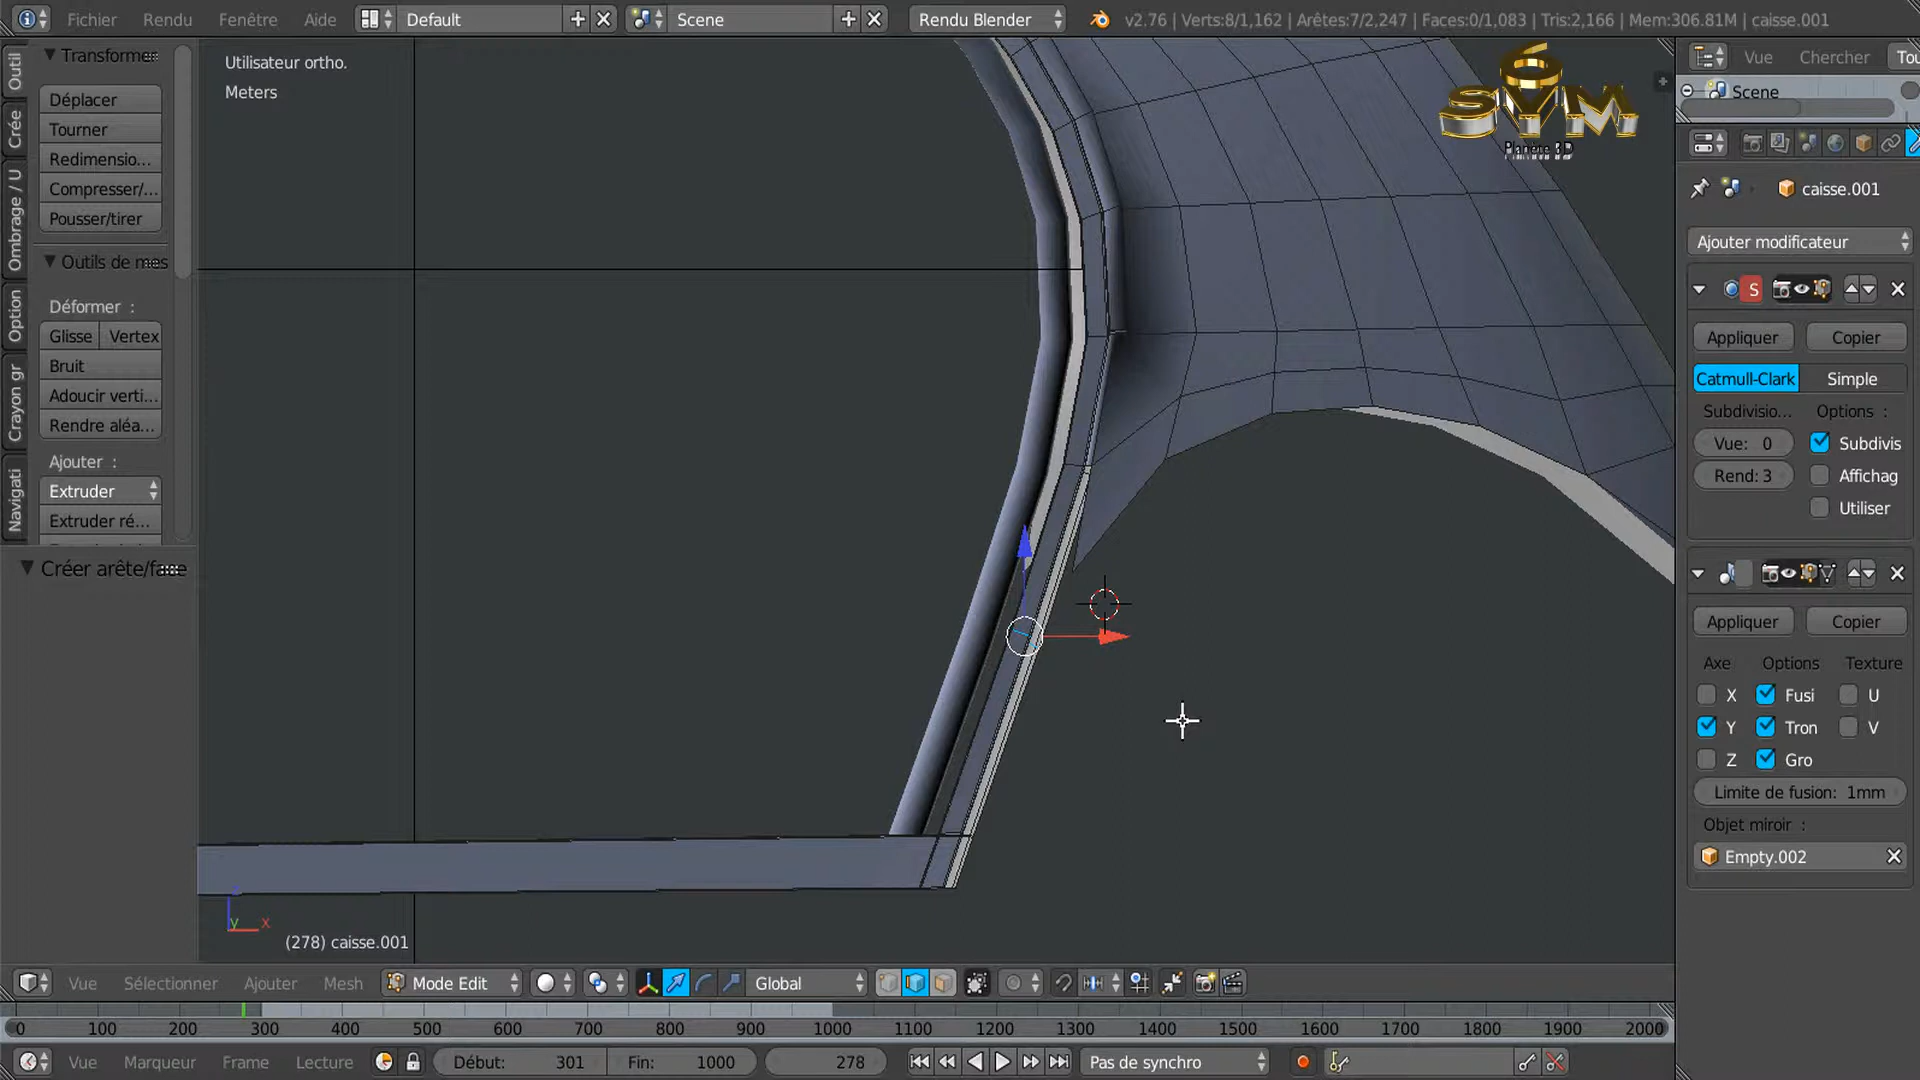 Fichier Rendu Fenêtre Aide Default Scene Rendu Blender v2.76 | Verts:8/1,162 | Arêtes:7/2,247 | Faces:0/1,083 | Tris:2,166 | Mem:306.81M | caisse.001
Outil
Crée
Ombrage / U
Option
Crayon gr
Navigati
Transforme
Déplacer
Tourner
Redimensio...
Compresser/...
Pousser/tirer
Outils de mes
Déformer :
Glisse Vertex
Bruit
Adoucir verti...
Rendre aléa...
Ajouter :
Extruder
Extruder ré...
Créer arête/face
Utilisateur ortho.
Meters
6
SYM
Planète 3D
y x
(278) caisse.001
Vue Chercher Tou
Scene
caisse.001
Ajouter modificateur
S
Appliquer Copier
Catmull-Clark Simple
Subdivisio... Options :
Vue: 0 Subdivis
Rend: 3 Affichag
Utiliser
Appliquer Copier
Axe Options Texture
X Fusi U
Y Tron V
Z Gro
Limite de fusion: 1mm
Objet miroir :
Empty.002
Vue Sélectionner Ajouter Mesh Mode Edit Global
0 100 200 300 400 500 600 700 800 900 1000 1100 1200 1300 1400 1500 1600 1700 1800 1900 2000
Vue Marqueur Frame Lecture Début: 301 Fin: 1000 278 Pas de synchro